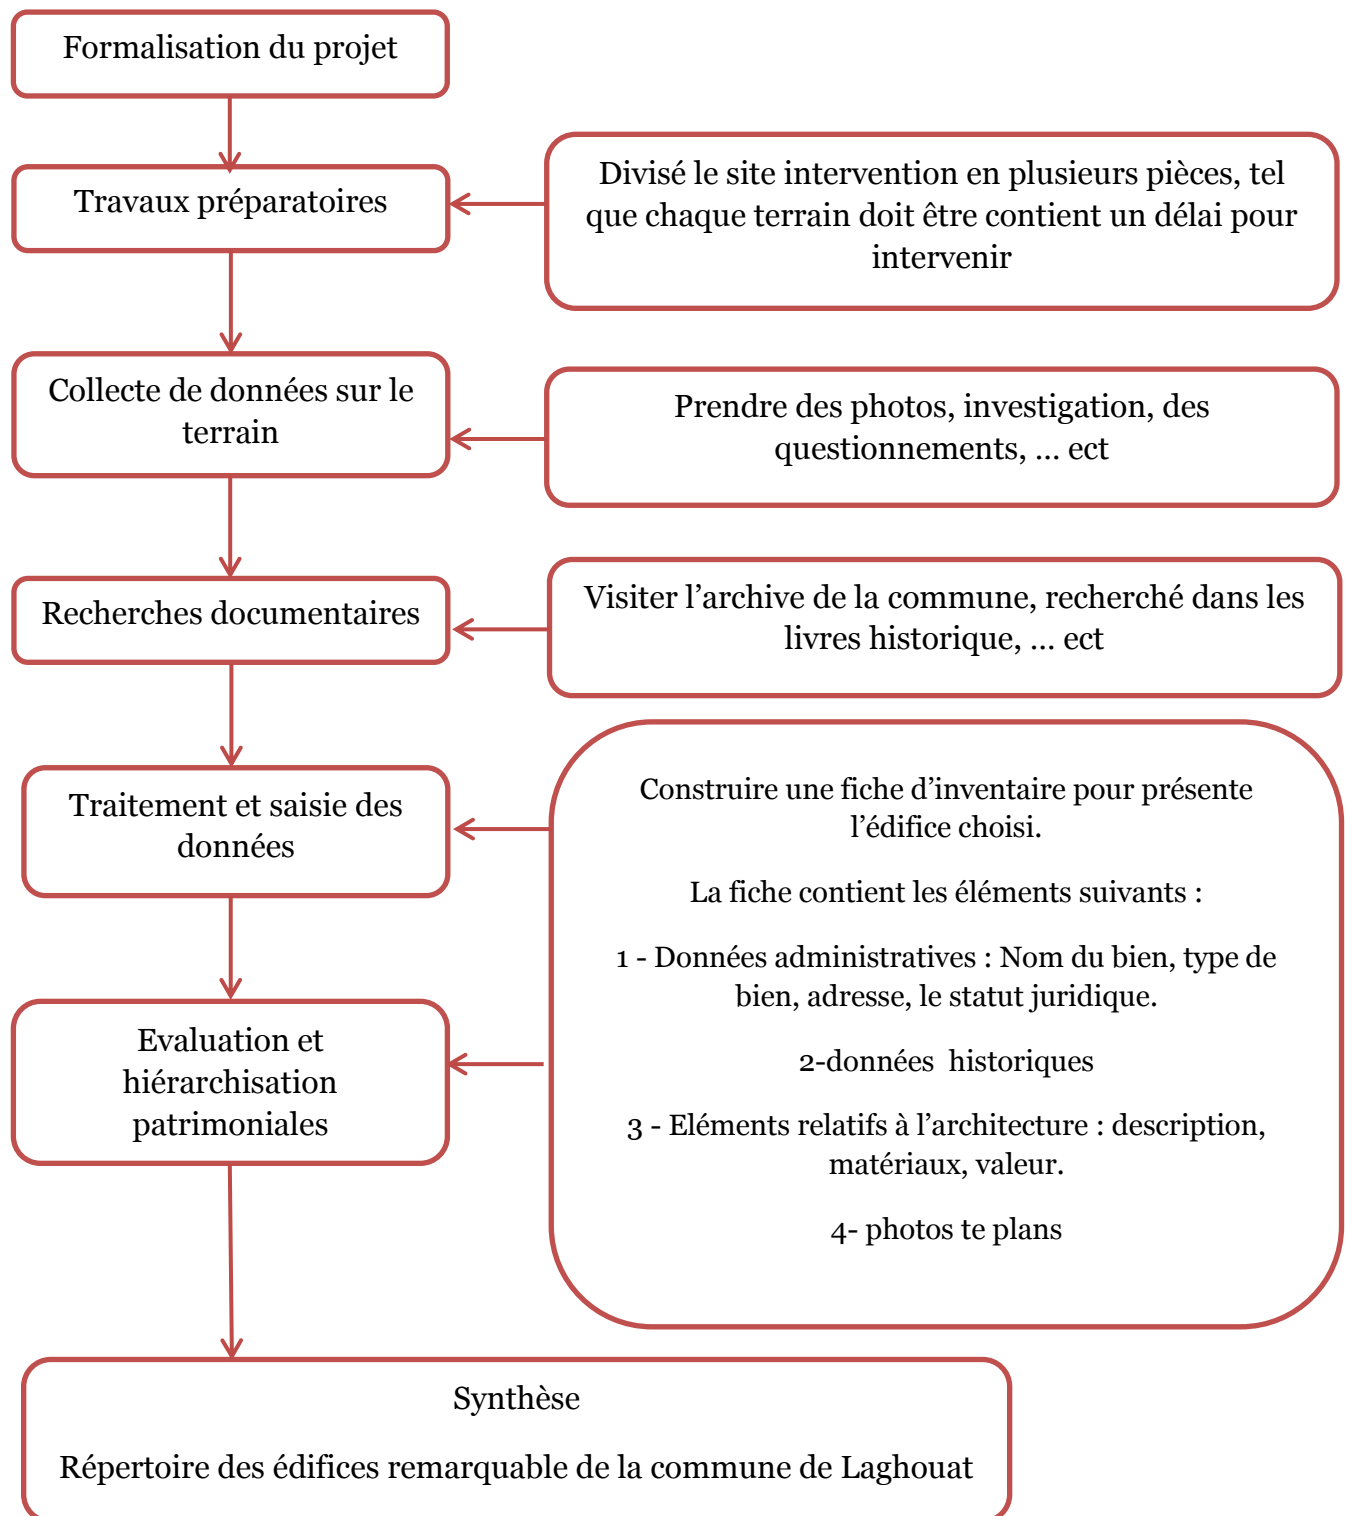 Formalisation du projet
Travaux préparatoires
Divisé le site intervention en plusieurs pièces, tel
que chaque terrain doit être contient un délai pour
intervenir
Collecte de données sur le
terrain
Prendre des photos, investigation, des
questionnements, ... ect
Recherches documentaires
Visiter l’archive de la commune, recherché dans les
livres historique, ... ect
Traitement et saisie des
données
Construire une fiche d’inventaire pour présente
l’édifice choisi.
La fiche contient les éléments suivants :
1 - Données administratives : Nom du bien, type de
bien, adresse, le statut juridique.
2-données  historiques
3 - Eléments relatifs à l’architecture : description,
matériaux, valeur.
4- photos te plans
Evaluation et
hiérarchisation
patrimoniales
Synthèse
Répertoire des édifices remarquable de la commune de Laghouat